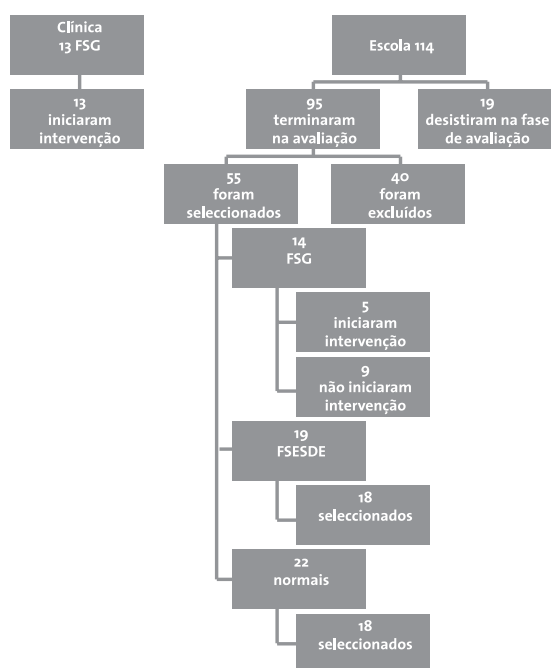 Clínica
13 FSG
13
iniciaram
intervenção
Escola 114
95
terminaram
na avaliação
19
desistiram na fase
de avaliação
55
foram
seleccionados
40
foram
excluídos
14
FSG
5
iniciaram
intervenção
9
não iniciaram
intervenção
19
FSESDE
18
seleccionados
22
normais
18
seleccionados